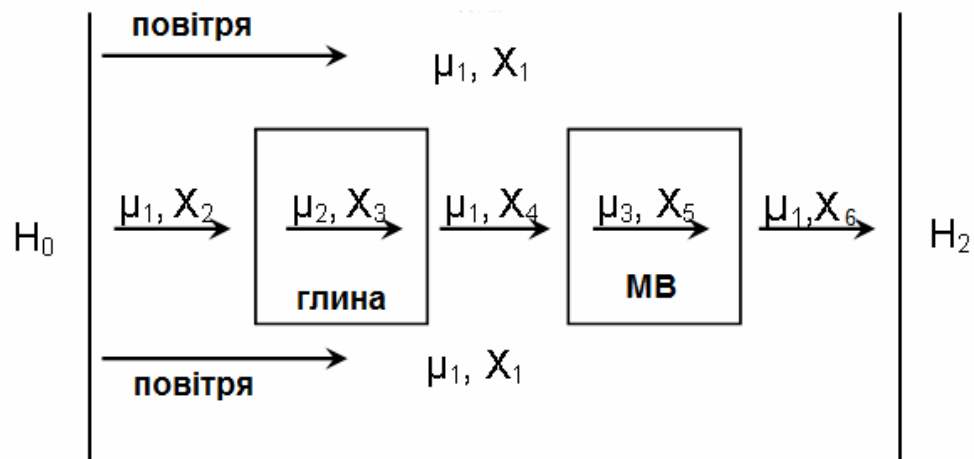 повітря
μ₁, X₁
μ₁, X₂
μ₂, X₃
μ₁, X₄
μ₃, X₅
μ₁,X₆
H₀
H₂
глина
МВ
μ₁, X₁
повітря